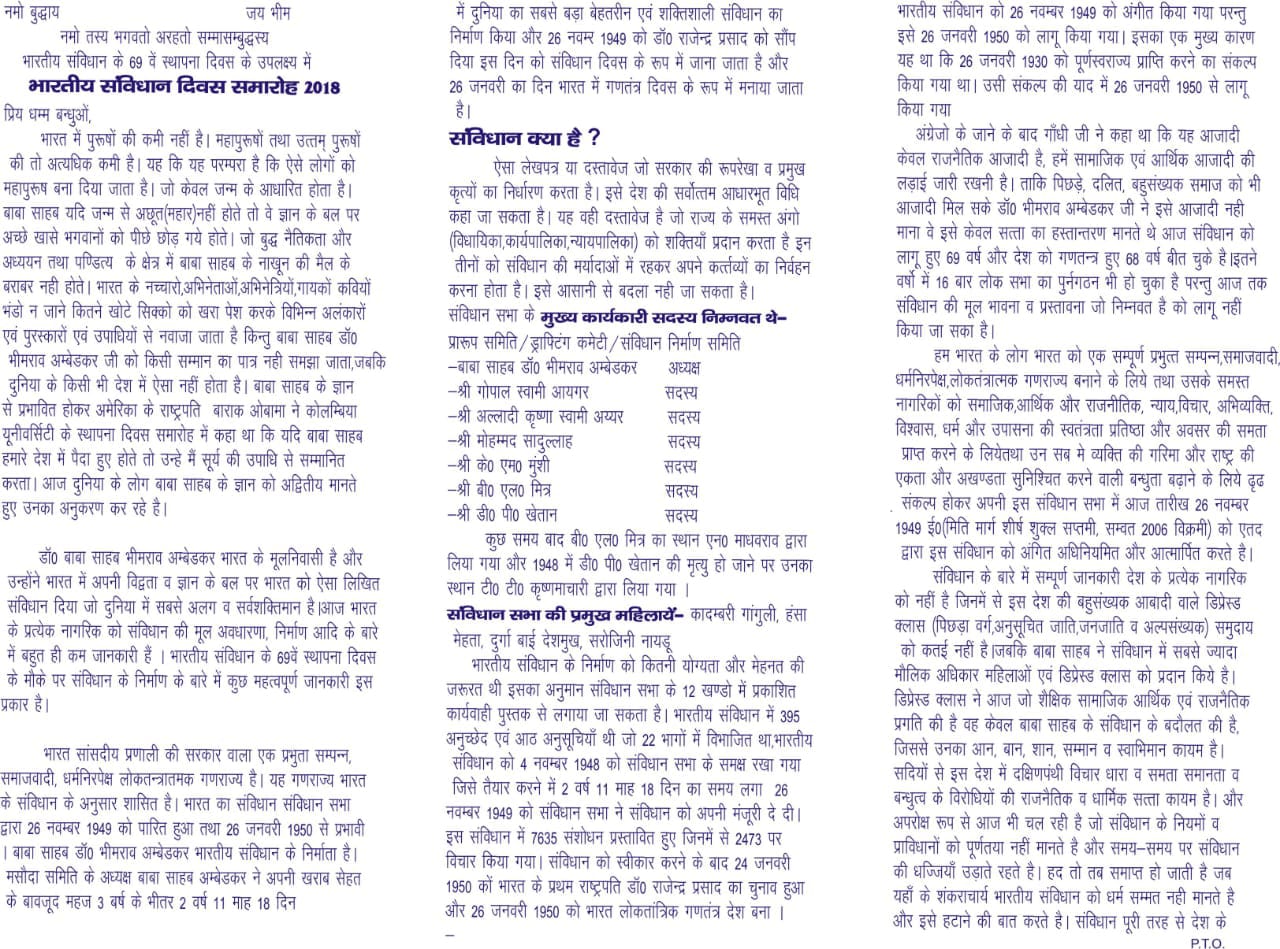 नमो बुद्धाय जय भीम
नमो तस्य भगवतो अरहतो सम्मासम्बुद्धस्य
भारतीय संविधान के 69 वें स्थापना दिवस के उपलक्ष्य में
भारतीय संविधान दिवस समारोह 2018
प्रिय धम्म बन्धुओं,
भारत में पुरूषों की कमी नहीं है। महापुरूषों तथा उत्तम् पुरूषों
की तो अत्यधिक कमी है। यह कि यह परम्परा है कि ऐसे लोगों को
महापुरूष बना दिया जाता है। जो केवल जन्म के आधारित होता है।
बाबा साहब यदि जन्म से अछूत(महार)नहीं होते तो वे ज्ञान के बल पर
अच्छे खासे भगवानों को पीछे छोड़ गये होते। जो बुद्ध नैतिकता और
अध्ययन तथा पण्डित्य के क्षेत्र में बाबा साहब के नाखून की मैल के
बराबर नही होते। भारत के नच्चारो,अभिनेताओं,अभिनेत्रियों,गायकों कवियों
भंडो न जाने कितने खोटे सिक्को को खरा पेश करके विभिन्न अलंकारों
एवं पुरस्कारों एवं उपाधियों से नवाजा जाता है किन्तु बाबा साहब डॉ0
भीमराव अम्बेडकर जी को किसी सम्मान का पात्र नही समझा जाता,जबकि
दुनिया के किसी भी देश में ऐसा नहीं होता है। बाबा साहब के ज्ञान
से प्रभावित होकर अमेरिका के राष्ट्रपति बाराक ओबामा ने कोलम्बिया
यूनीवर्सिटी के स्थापना दिवस समारोह में कहा था कि यदि बाबा साहब
हमारे देश में पैदा हुए होते तो उन्हे मैं सूर्य की उपाधि से सम्मानित
करता। आज दुनिया के लोग बाबा साहब के ज्ञान को अद्वितीय मानते
हुए उनका अनुकरण कर रहे है।
डॉ0 बाबा साहब भीमराव अम्बेडकर भारत के मूलनिवासी है और
उन्होंने भारत में अपनी विद्वता व ज्ञान के बल पर भारत को ऐसा लिखित
संविधान दिया जो दुनिया में सबसे अलग व सर्वशक्तिमान है।आज भारत
के प्रत्येक नागरिक को संविधान की मूल अवधारणा, निर्माण आदि के बारे
में बहुत ही कम जानकारी हैं । भारतीय संविधान के 69वें स्थापना दिवस
के मौके पर संविधान के निर्माण के बारे में कुछ महत्वपूर्ण जानकारी इस
प्रकार है।
भारत सांसदीय प्रणाली की सरकार वाला एक प्रभुता सम्पन्न,
समाजवादी, धर्मनिरपेक्ष लोकतन्त्रातमक गणराज्य है। यह गणराज्य भारत
के संविधान के अनुसार शासित है। भारत का संविधान संविधान सभा
द्वारा 26 नवम्बर 1949 को पारित हुआ तथा 26 जनवरी 1950 से प्रभावी
। बाबा साहब डॉ0 भीमराव अम्बेडकर भारतीय संविधान के निर्माता है।
मसौदा समिति के अध्यक्ष बाबा साहब अम्बेडकर ने अपनी खराब सेहत
के बावजूद महज 3 बर्ष के भीतर 2 वर्ष 11 माह 18 दिन
में दुनिया का सबसे बड़ा बेहतरीन एवं शक्तिशाली संविधान का
निर्माण किया और 26 नवम्र 1949 को डॉ0 राजेन्द्र प्रसाद को सौंप
दिया इस दिन को संविधान दिवस के रूप में जाना जाता है और
26 जनवरी का दिन भारत में गणतंत्र दिवस के रूप में मनाया जाता
है।
संविधान क्या है ?
ऐसा लेखपत्र या दस्तावेज जो सरकार की रूपरेखा व प्रमुख
कृत्यों का निर्धारण करता है। इसे देश की सर्वोत्तम आधारभूत विधि
कहा जा सकता है। यह वही दस्तावेज है जो राज्य के समस्त अंगो
(विधायिका,कार्यपालिका,न्यायपालिका) को शक्तियाँ प्रदान करता है इन
तीनों को संविधान की मर्यादाओं में रहकर अपने कर्त्तव्यों का निर्वहन
करना होता है। इसे आसानी से बदला नही जा सकता है।
संविधान सभा के मुख्य कार्यकारी सदस्य निम्नवत थे–
प्रारूप समिति/ड्राफ्टिंग कमेटी/संविधान निर्माण समिति
–बाबा साहब डॉ0 भीमराव अम्बेडकर अध्यक्ष
–श्री गोपाल स्वामी आयगर सदस्य
–श्री अल्लादी कृष्णा स्वामी अय्यर सदस्य
–श्री मोहम्मद सादुल्लाह सदस्य
–श्री के0 एम0 मुंशी सदस्य
–श्री बी0 एल0 मित्र सदस्य
–श्री डी0 पी0 खेतान सदस्य
कुछ समय बाद बी0 एल0 मित्र का स्थान एन0 माधवराव द्वारा
लिया गया और 1948 में डी0 पी0 खेतान की मृत्यु हो जाने पर उनका
स्थान टी0 टी0 कृष्णमाचारी द्वारा लिया गया ।
संविधान सभा की प्रमुख महिलायें– कादम्बरी गांगुली, हंसा
मेहता, दुर्गा बाई देशमुख, सरोजिनी नायडू
भारतीय संविधान के निर्माण को कितनी योग्यता और मेहनत की
जरूरत थी इसका अनुमान संविधान सभा के 12 खण्डो में प्रकाशित
कार्यवाही पुस्तक से लगाया जा सकता है। भारतीय संविधान में 395
अनुच्छेद एवं आठ अनुसूचियाँ थी जो 22 भागों में विभाजित था,भारतीय
संविधान को 4 नवम्बर 1948 को संविधान सभा के समक्ष रखा गया
जिसे तैयार करने में 2 वर्ष 11 माह 18 दिन का समय लगा 26
नवम्बर 1949 को संविधान सभा ने संविधान को अपनी मंजूरी दे दी।
इस संविधान में 7635 संशोधन प्रस्तावित हुए जिनमें से 2473 पर
विचार किया गया। संविधान को स्वीकार करने के बाद 24 जनवरी
1950 कों भारत के प्रथम राष्ट्रपति डॉ0 राजेन्द्र प्रसाद का चुनाव हुआ
और 26 जनवरी 1950 को भारत लोकतांत्रिक गणतंत्र देश बना ।
–
भारतीय संविधान को 26 नवम्बर 1949 को अंगीत किया गया परन्तु
इसे 26 जनवरी 1950 को लागू किया गया। इसका एक मुख्य कारण
यह था कि 26 जनवरी 1930 को पूर्णस्वराज्य प्राप्ति करने का संकल्प
किया गया था। उसी संकल्प की याद में 26 जनवरी 1950 से लागू
किया गया
अंग्रेजो के जाने के बाद गाँधी जी ने कहा था कि यह आजादी
केवल राजनैतिक आजादी है, हमें सामाजिक एवं आर्थिक आजादी की
लड़ाई जारी रखनी है। ताकि पिछड़े, दलित, बहुसंख्यक समाज को भी
आजादी मिल सके डॉ0 भीमराव अम्बेडकर जी ने इसे आजादी नही
माना वे इसे केवल सत्ता का हस्तान्तरण मानते थे आज संविधान को
लागू हुए 69 वर्ष और देश को गणतन्त्र हुए 68 वर्ष बीत चुके है।इतने
वर्षो में 16 बार लोक सभा का पुर्नगठन भी हो चुका है परन्तु आज तक
संविधान की मूल भावना व प्रस्तावना जो निम्नवत है को लागू नहीं
किया जा सका है।
हम भारत के लोग भारत को एक सम्पूर्ण प्रभुत्त्व सम्पन्न,समाजवादी,
धर्मनिरपेक्ष,लोकतंत्रात्मक गणराज्य बनाने के लिये तथा उसके समस्त
नागरिकों को समाजिक,आर्थिक और राजनीतिक, न्याय,विचार, अभिव्यक्ति,
विश्वास, धर्म और उपासना की स्वतंत्रता प्रतिष्ठा और अवसर की समता
प्राप्त करने के लियेतथा उन सब मे व्यक्ति की गरिमा और राष्ट्र की
एकता और अखण्डता सुनिश्चित करने वाली बन्धुता बढ़ाने के लिये दृढ़
संकल्प होकर अपनी इस संविधान सभा में आज तारीख 26 नवम्बर
1949 ई0(मिति मार्ग शीर्ष शुक्ल सप्तमी, सम्वत 2006 विक्रमी) को एतद
द्वारा इस संविधान को अंगित अधिनियमित और आत्मार्पित करते है।
संविधान के बारे में सम्पूर्ण जानकारी देश के प्रत्येक नागरिक
को नहीं है जिनमें से इस देश की बहुसंख्यक आबादी वाले डिप्रेस्ड
क्लास (पिछड़ा वर्ग,अनुसूचित जाति,जनजाति व अल्पसंख्यक) समुदाय
को कतई नहीं है।जबकि बाबा साहब ने संविधान में सबसे ज्यादा
मौलिक अधिकार महिलाओं एवं डिप्रेस्ड क्लास को प्रदान किये है।
डिप्रेस्ड क्लास ने आज जो शैक्षिक सामाजिक आर्थिक एवं राजनैतिक
प्रगति की है वह केवल बाबा साहब के संविधान के बदौलत की है,
जिससे उनका आन, बान, शान, सम्मान व स्वाभिमान कायम है।
सदियों से इस देश में दक्षिणपंथी विचार धारा व समता समानता व
बन्धुत्व के विरोधियों की राजनैतिक व धार्मिक सत्ता कायम है। और
अपरोक्ष रूप से आज भी चल रही है जो संविधान के नियमों व
प्राविधानों को पूर्णतया नहीं मानते है और समय–समय पर संविधान
की धज्जियाँ उड़ाते रहते है। हद तो तब समाप्त हो जाती है जब
यहाँ के शंकराचार्य भारतीय संविधान को धर्म सम्मत नही मानते है
और इसे हटाने की बात करते है। संविधान पूरी तरह से देश के
P.T.O.